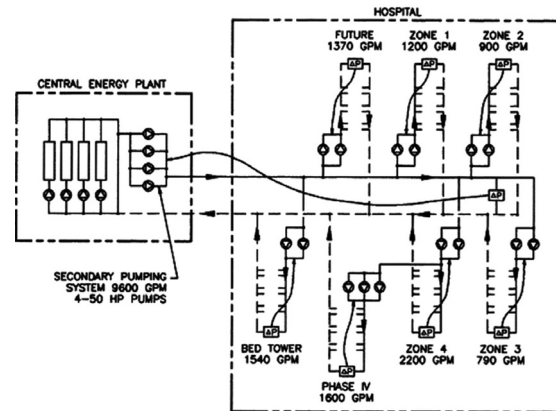 HOSPITAL
FUTURE
1370 GPM
ZONE 1
1200 GPM
ZONE 2
900 GPM
CENTRAL ENERGY PLANT
ΔP
ΔP
ΔP
ΔP
SECONDARY PUMPING
SYSTEM 9600 GPM
4-50 HP PUMPS
ΔP
BED TOWER
1540 GPM
ΔP
PHASE IV
1600 GPM
ΔP
ZONE 4
2200 GPM
ΔP
ZONE 3
790 GPM